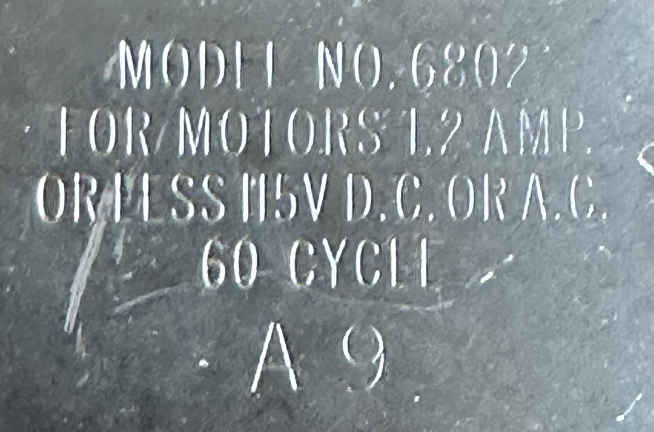 MODEL NO. 6802
FOR MOTORS 1.2 AMP.
OR LESS 115V D.C. OR A.C.
60 CYCLE
A 9